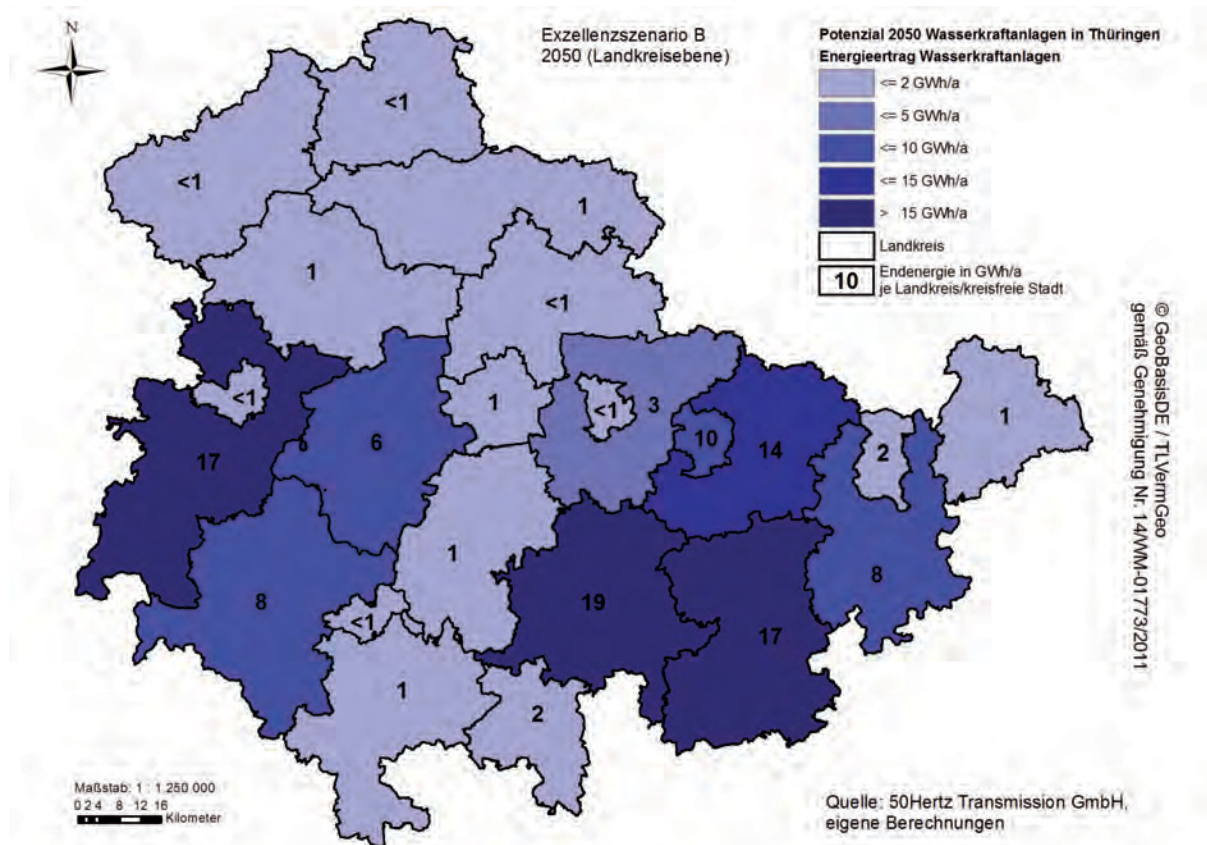 N
Exzellenzszenario B
2050 (Landkreisebene)
Potenzial 2050 Wasserkraftanlagen in Thüringen
Energieertrag Wasserkraftanlagen
<= 2 GWh/a
<= 5 GWh/a
<= 10 GWh/a
<= 15 GWh/a
> 15 GWh/a
Landkreis
10 Endenergie in GWh/a
je Landkreis/kreisfreie Stadt
<1
<1
1
1
<1
<1
1
<1
3
1
6
10
14
2
17
1
8
19
8
<1
17
1
2
© GeoBasisDE / TLVermGeo
gemäß Genehmigung Nr. 14/WM-01773/2011
Maßstab: 1 : 1.250.000
0 2 4 8 12 16
Kilometer
Quelle: 50Hertz Transmission GmbH,
eigene Berechnungen